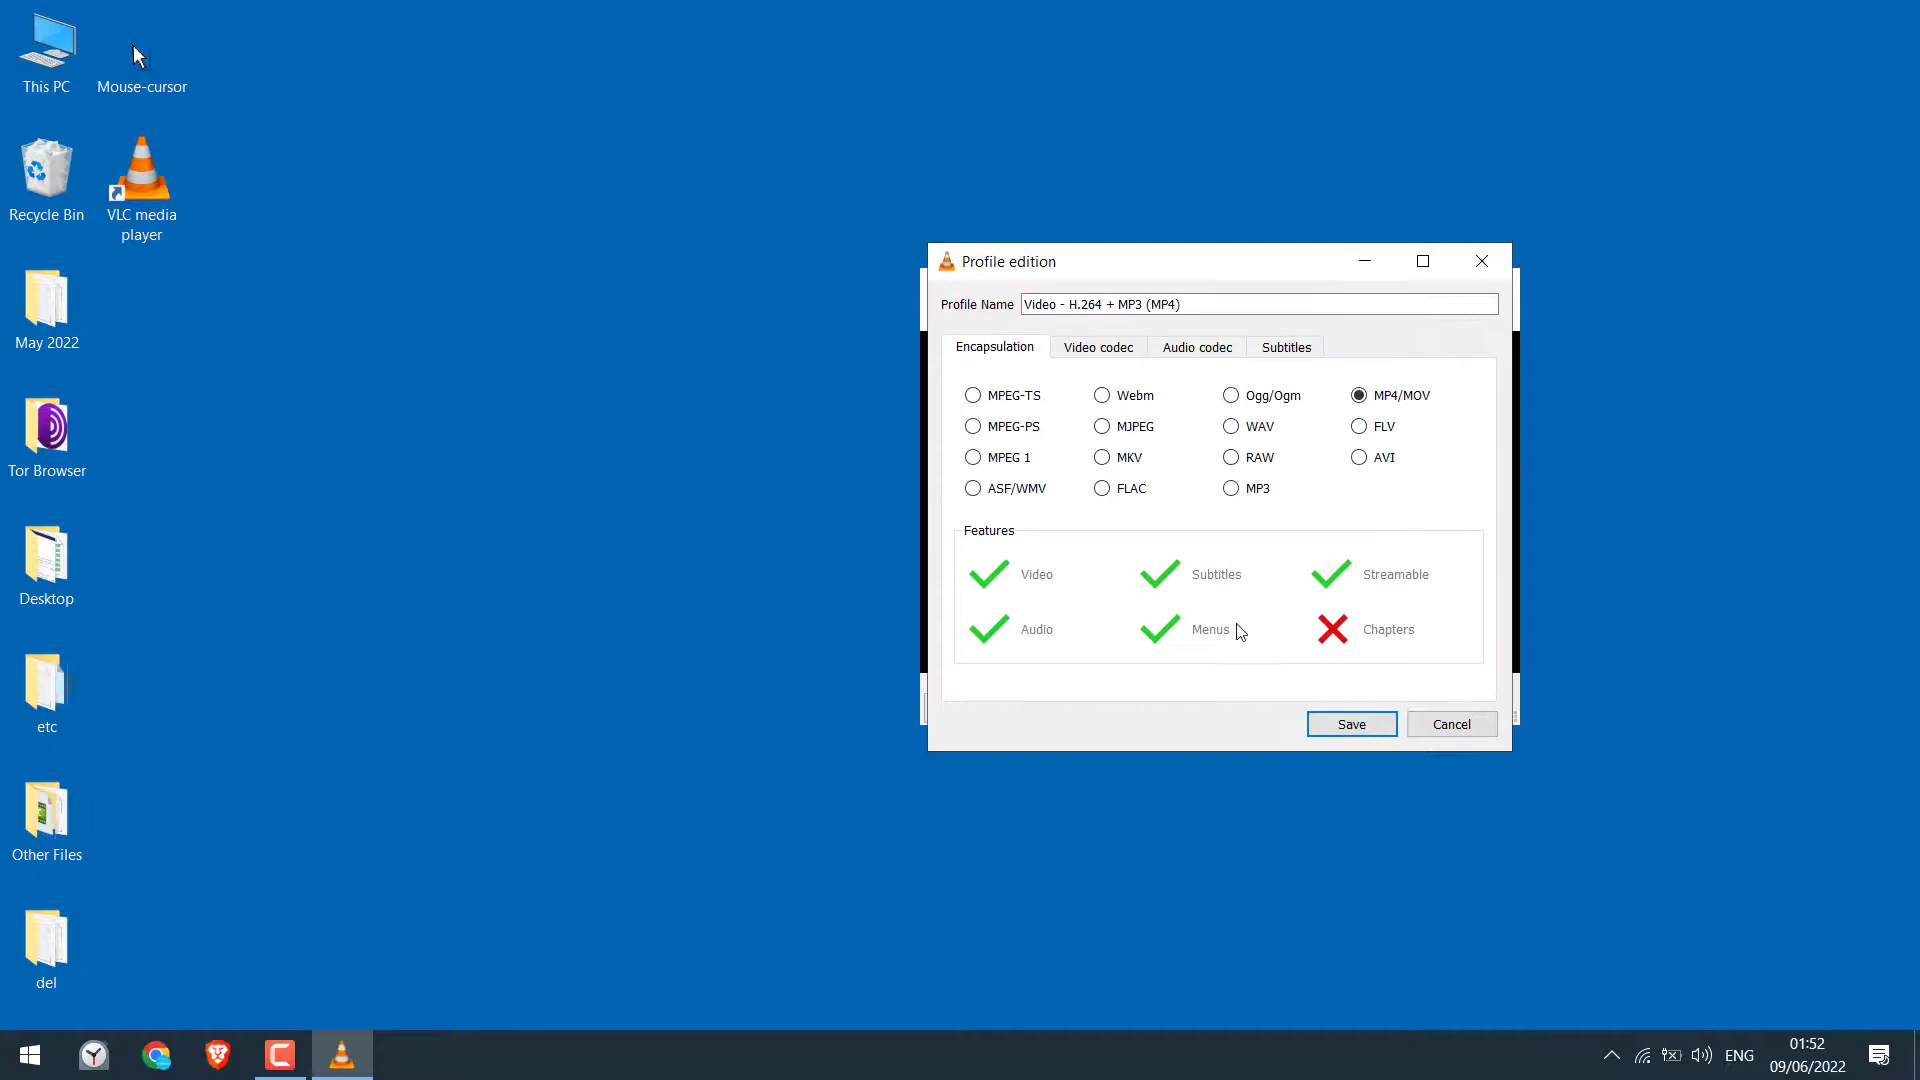 This PC
Mouse-cursor
Recycle Bin
VLC media
player
May 2022
Tor Browser
Desktop
etc
Other Files
del
Profile edition
Profile Name
Video - H.264 + MP3 (MP4)
Encapsulation
Video codec
Audio codec
Subtitles
MPEG-TS
Webm
Ogg/Ogm
MP4/MOV
MPEG-PS
MJPEG
WAV
FLV
MPEG 1
MKV
RAW
AVI
ASF/WMV
FLAC
MP3
Features
Video
Subtitles
Streamable
Audio
Menus
Chapters
Save
Cancel
ENG
01:52
09/06/2022